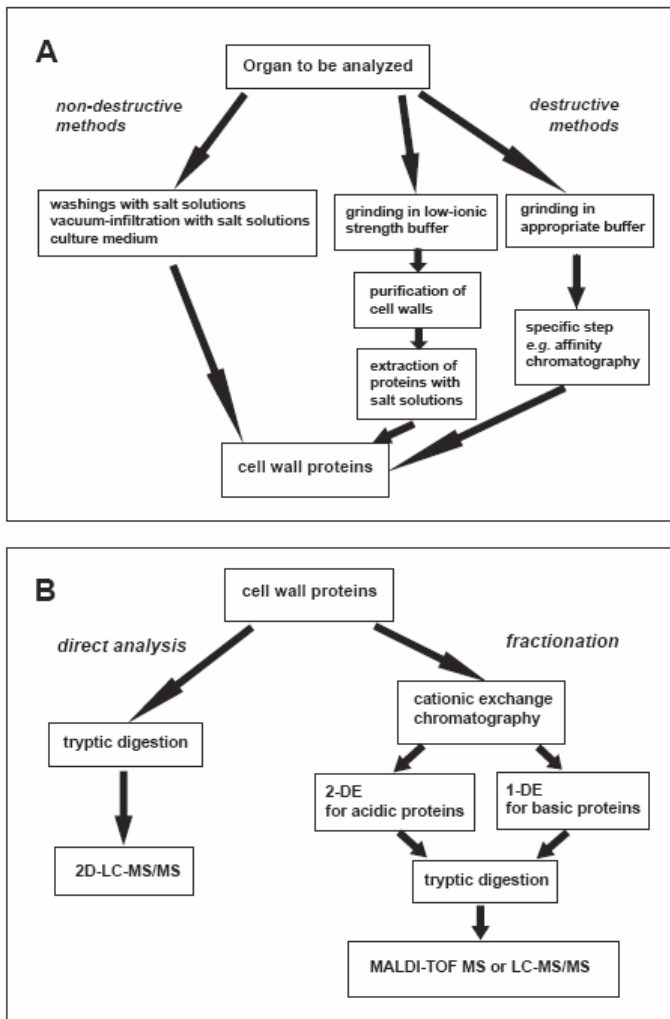 A
Organ to be analyzed
non-destructive
methods
destructive
methods
washings with salt solutions
vacuum-infiltration with salt solutions
culture medium
grinding in low-ionic
strength buffer
grinding in
appropriate buffer
purification of
cell walls
specific step
e.g. affinity
chromatography
extraction of
proteins with
salt solutions
cell wall proteins
B
cell wall proteins
direct analysis
fractionation
cationic exchange
chromatography
tryptic digestion
2-DE
for acidic proteins
1-DE
for basic proteins
2D-LC-MS/MS
tryptic digestion
MALDI-TOF MS or LC-MS/MS